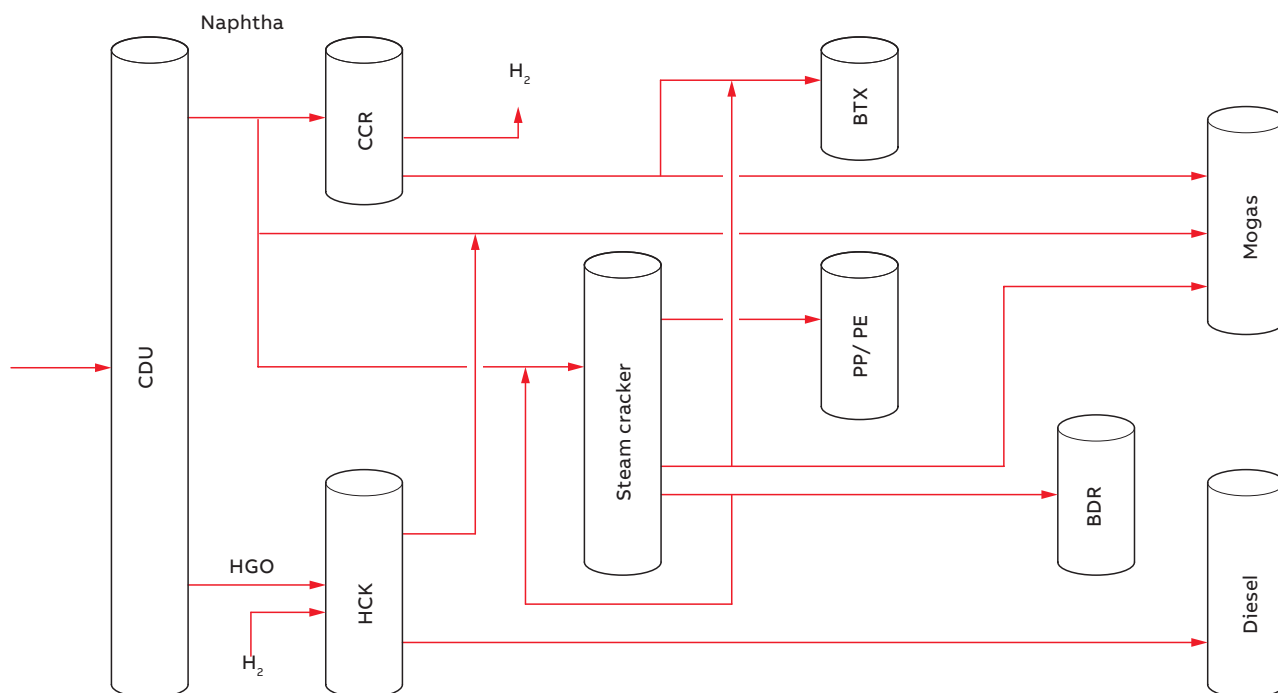 Naphtha
H2
CDU
CCR
BTX
Mogas
PP/ PE
Steam cracker
BDR
HGO
H2
HCK
Diesel